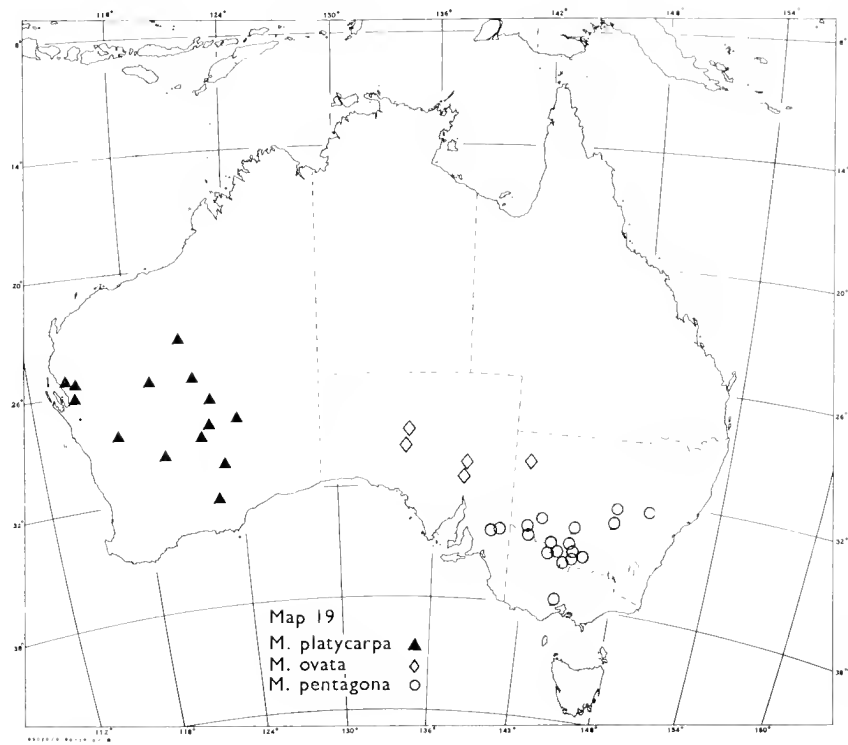 118° 124° 130° 136° 142° 148° 154°
8° 8°
14° 14°
20° 20°
26° 26°
32° 32°
38° 38°
Map 19
M. platycarpa
M. ovata
M. pentagona
112° 118° 124° 130° 136° 142° 148° 154° 160°